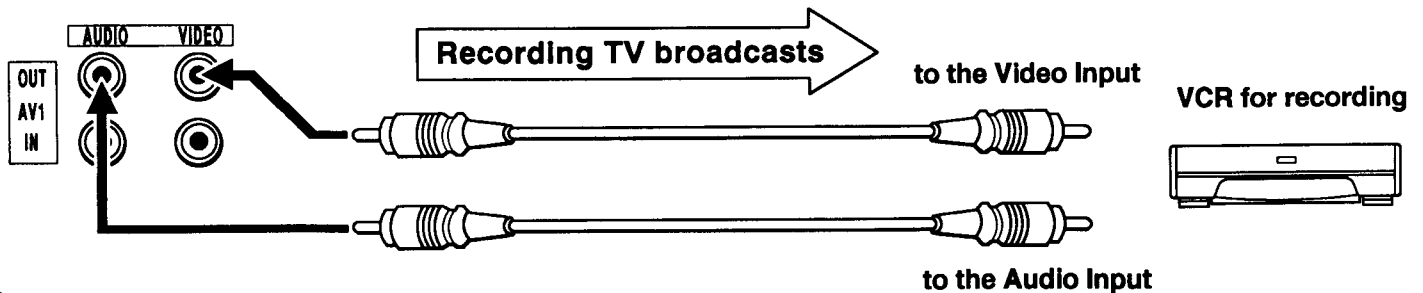 AUDIO VIDEO
OUT
AV1
IN
Recording TV broadcasts
to the Video Input
VCR for recording
to the Audio Input